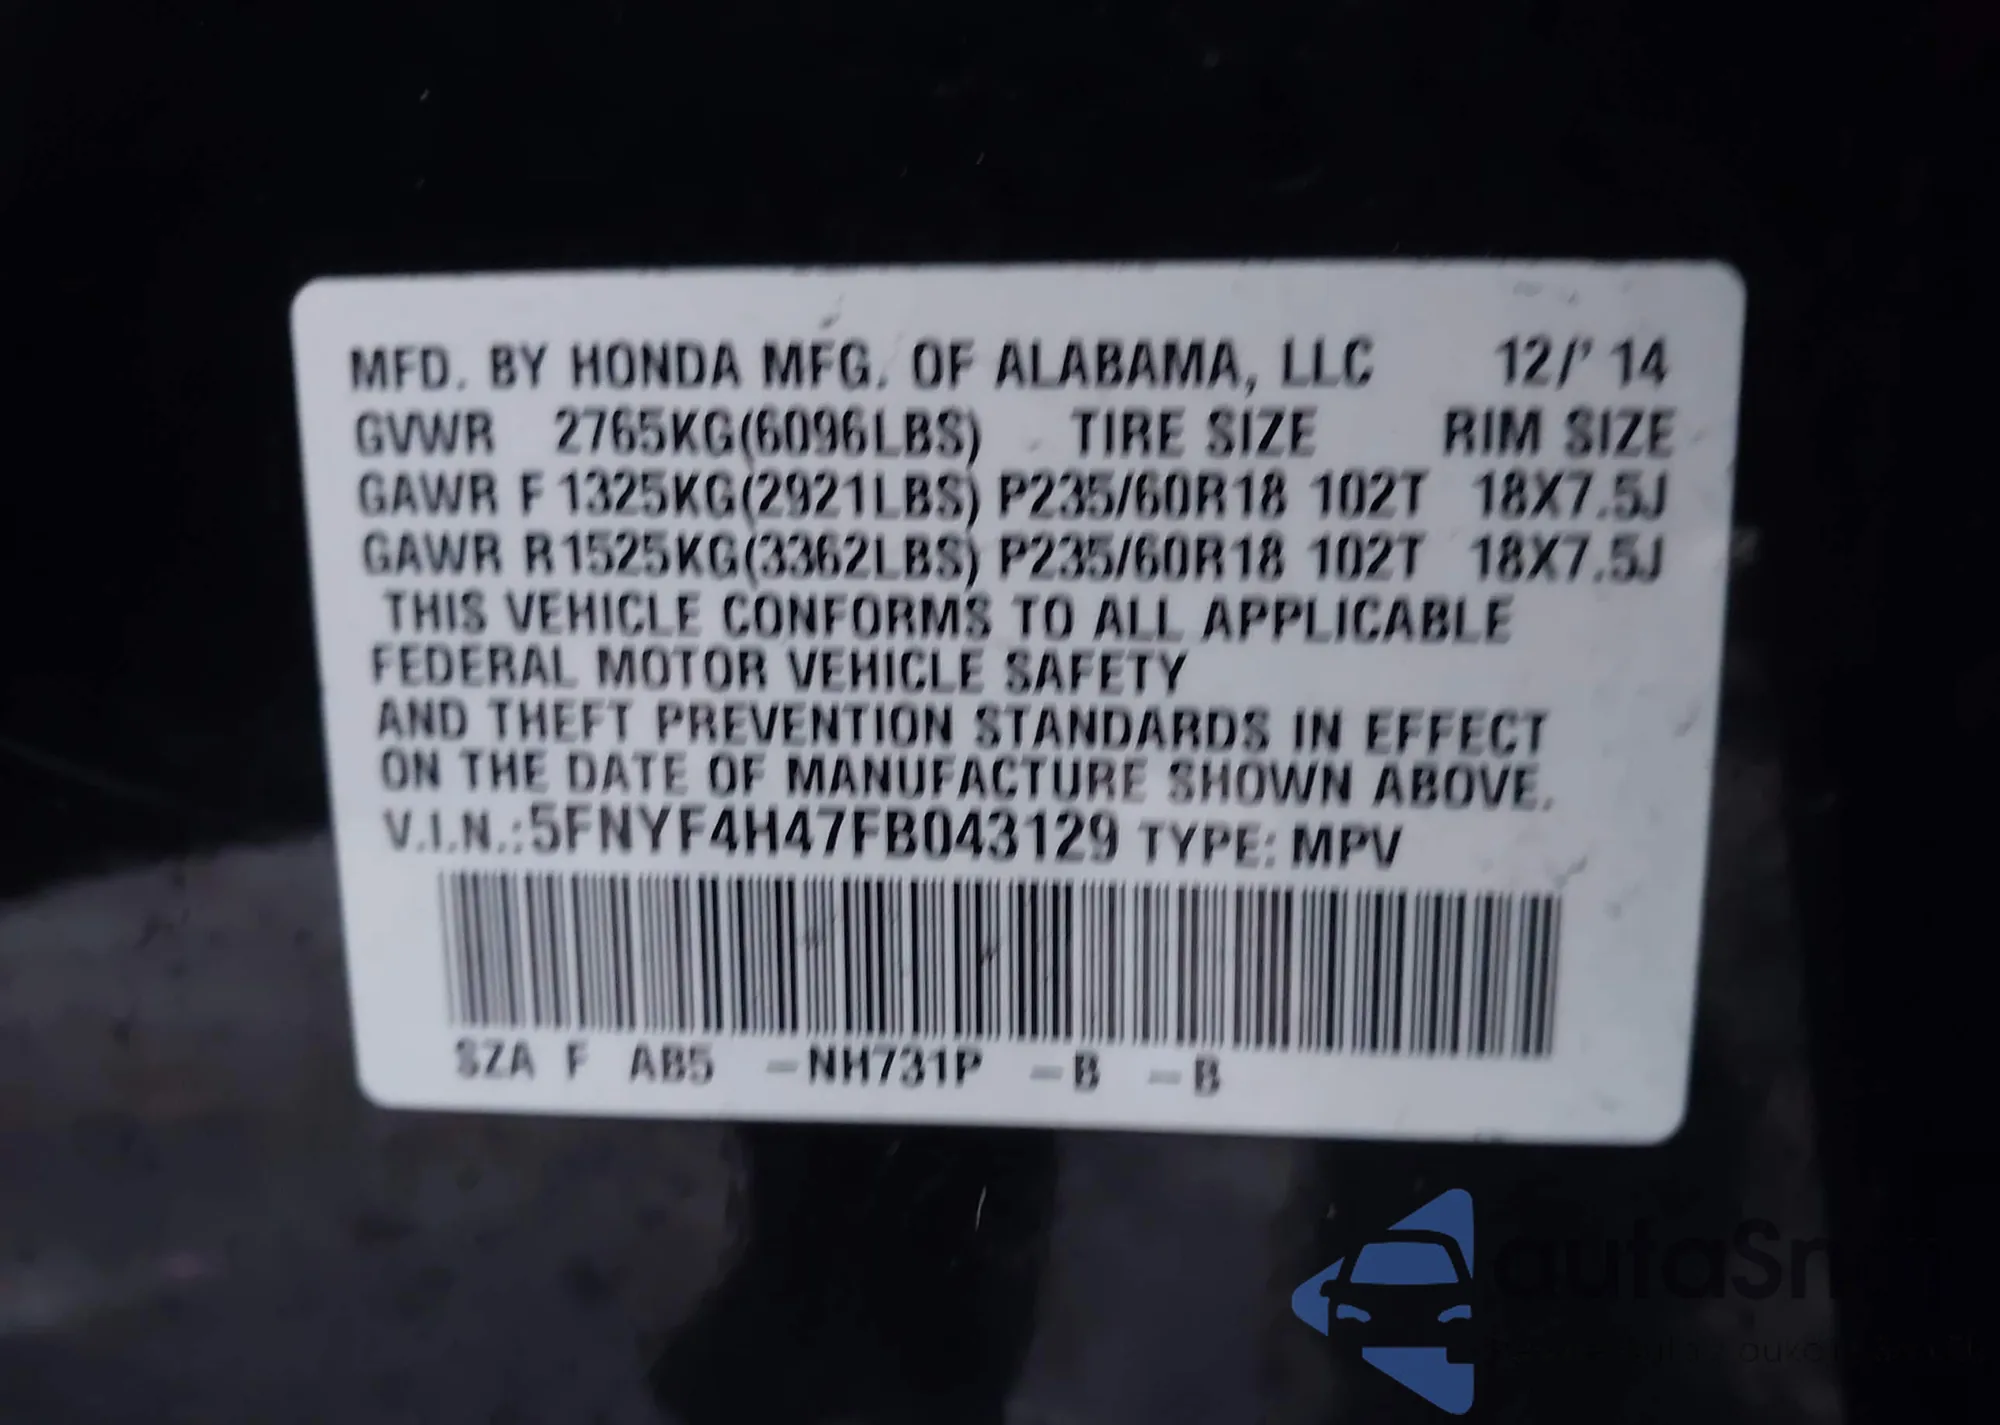 MFD. BY HONDA MFG. OF ALABAMA, LLC 12/' 14
GVWR 2765KG(6096LBS) TIRE SIZE RIM SIZE
GAWR F 1325KG(2921LBS) P235/60R18 102T 18X7.5J
GAWR R1525KG(3362LBS) P235/60R18 102T 18X7.5J
THIS VEHICLE CONFORMS TO ALL APPLICABLE
FEDERAL MOTOR VEHICLE SAFETY
AND THEFT PREVENTION STANDARDS IN EFFECT
ON THE DATE OF MANUFACTURE SHOWN ABOVE.
V.I.N.:5FNYF4H47FB043129 TYPE: MPV
SZA F AB5 -NH731P -B -B